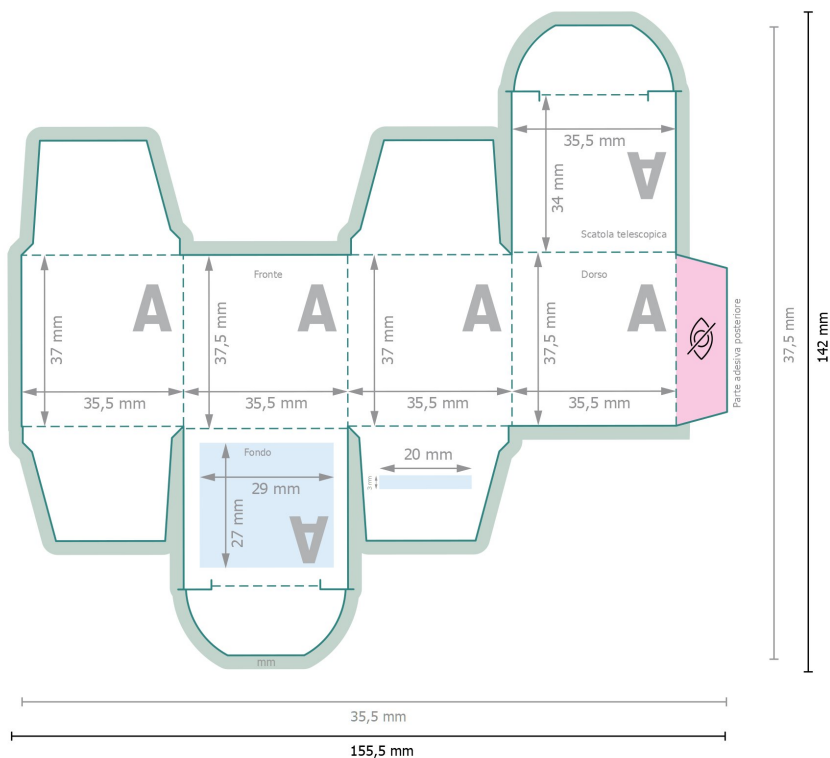 35,5 mm
A
34 mm
Scatola telescopica
Fronte
Dorso
A
A
A
A
37 mm
37,5 mm
37 mm
37,5 mm
35,5 mm
35,5 mm
35,5 mm
35,5 mm
Parte adesiva posteriore
37,5 mm
142 mm
Fondo
29 mm
27 mm
A
20 mm
3 mm
mm
35,5 mm
155,5 mm